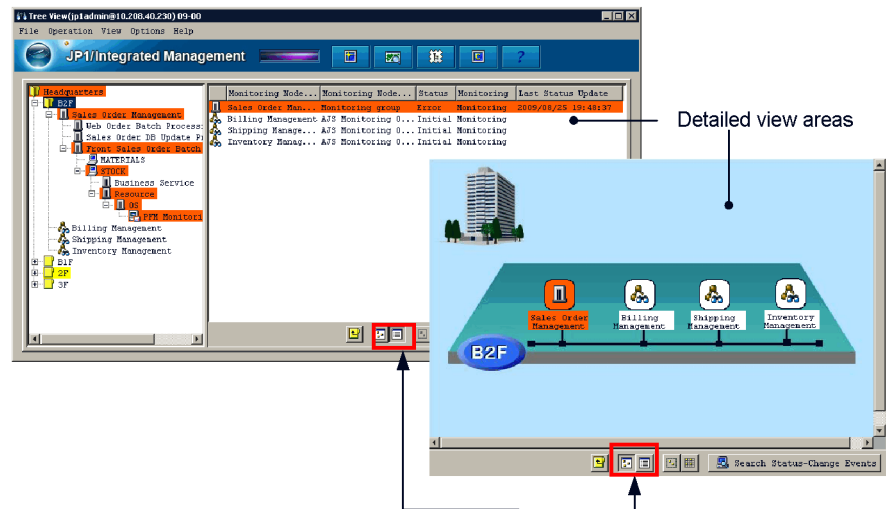 Tree View(jp1admin@10.208.40.230) 09-00
File Operation View Options Help
JP1/Integrated Management
?
Headquarters
B2F
Sales Order Management
Web Order Batch Process:
Sales Order DB Update P
Front Sales Order Batch
MATERIALS
STOCK
Business Service
Resource
OS
PFM Monitori
Billing Management
Shipping Management
Inventory Management
B1F
2F
3F
Monitoring Node... Monitoring Node... Status Monitoring Last Status Update
Sales Order Man... Monitoring group Error Monitoring 2009/08/25 19:48:37
Billing Management AJS Monitoring O... Initial Monitoring
Shipping Manage... AJS Monitoring O... Initial Monitoring
Inventory Manag... AJS Monitoring O... Initial Monitoring
Detailed view areas
Sales Order Management
Billing Management
Shipping Management
Inventory Management
B2F
Search Status-Change Events